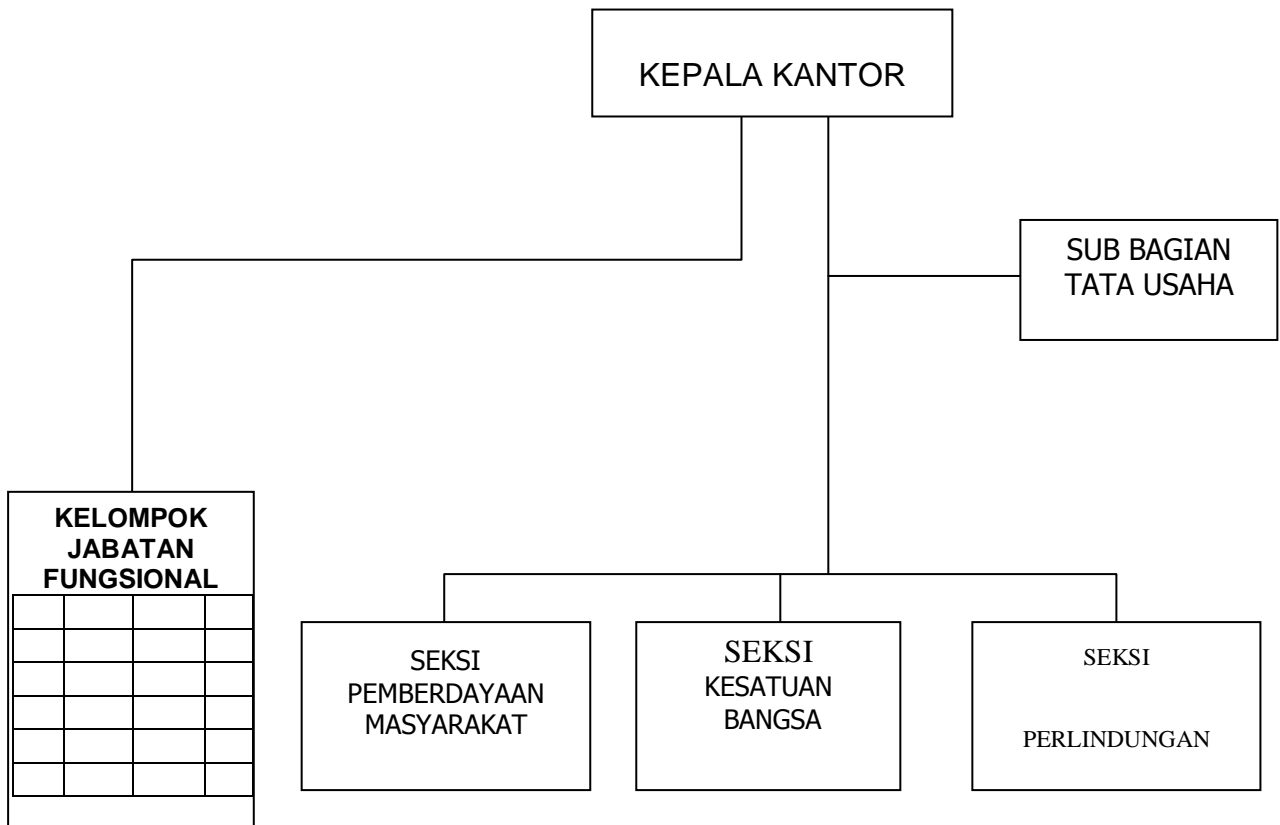 KEPALA KANTOR
SUB BAGIAN
TATA USAHA
KELOMPOK
JABATAN
FUNGSIONAL
SEKSI
PEMBERDAYAAN
MASYARAKAT
SEKSI
KESATUAN
BANGSA
SEKSI
PERLINDUNGAN